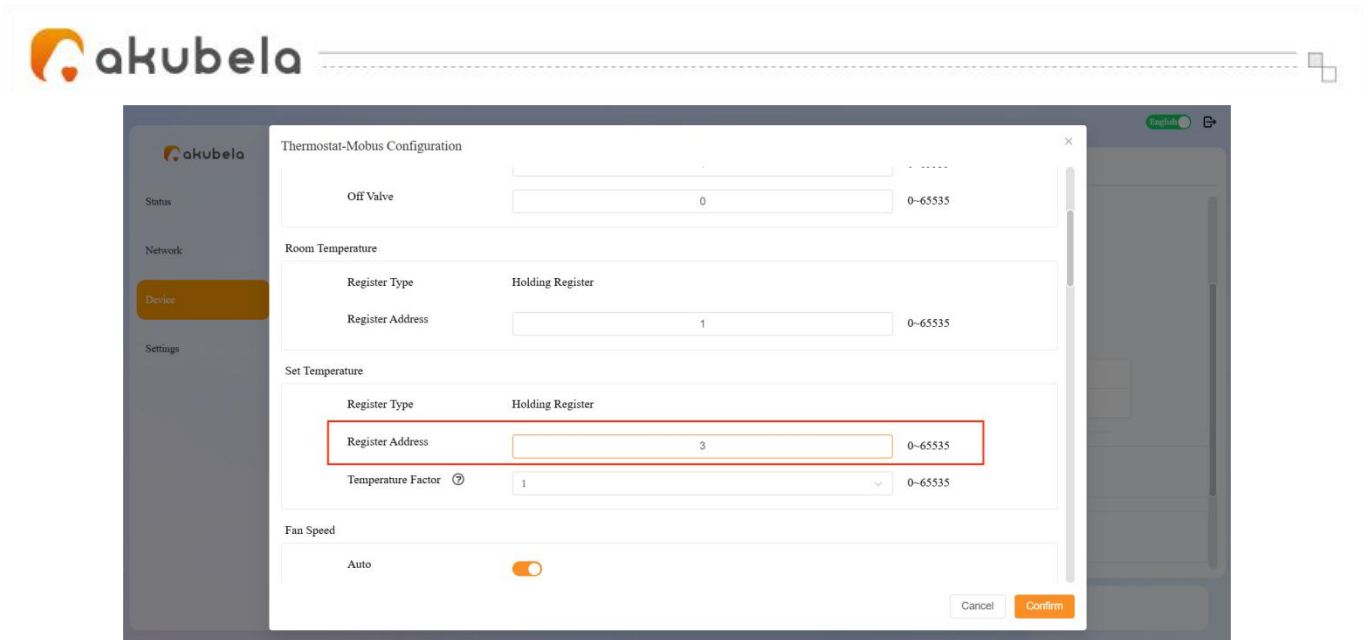 akubela
English
akubela
Thermostat-Mobus Configuration
Status
Off Valve 0 0~65535
Network
Room Temperature
Register Type Holding Register
Device
Register Address 1 0~65535
Settings
Set Temperature
Register Type Holding Register
Register Address 3 0~65535
Temperature Factor ? 1 0~65535
Fan Speed
Auto
Cancel Confirm